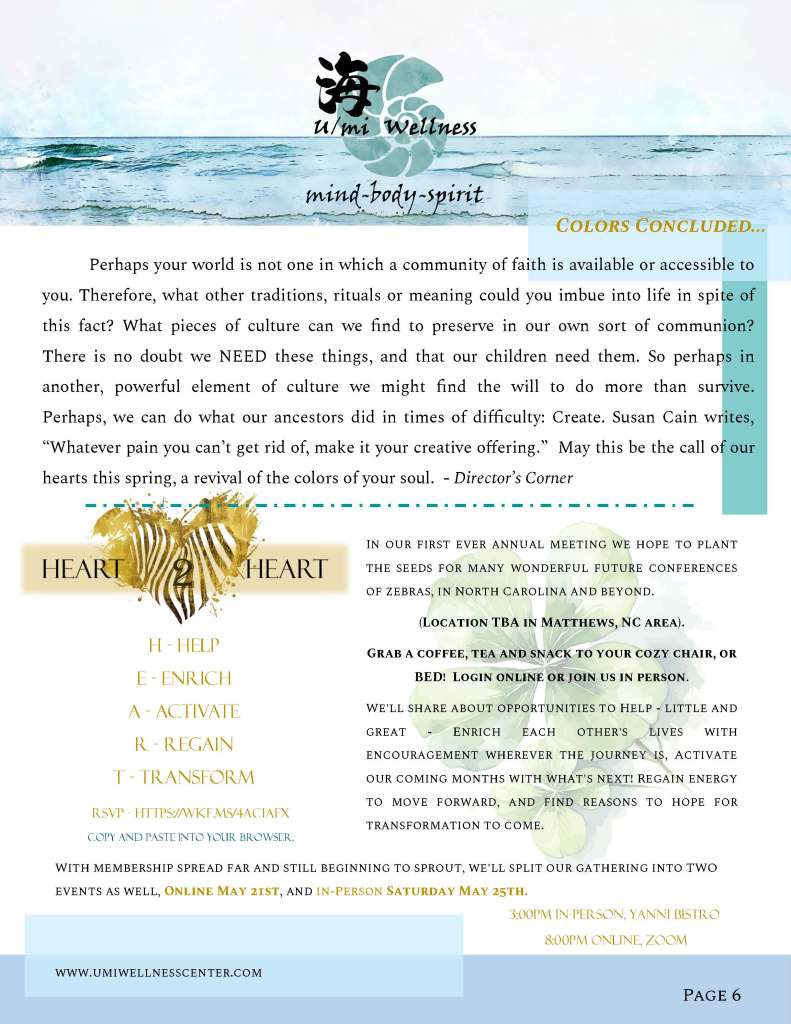 海
U/mi Wellness
mind-body-spirit
Colors Concluded...
Perhaps your world is not one in which a community of faith is available or accessible to
you. Therefore, what other traditions, rituals or meaning could you imbue into life in spite of
this fact? What pieces of culture can we find to preserve in our own sort of communion?
There is no doubt we NEED these things, and that our children need them. So perhaps in
another, powerful element of culture we might find the will to do more than survive.
Perhaps, we can do what our ancestors did in times of difficulty: Create. Susan Cain writes,
“Whatever pain you can’t get rid of, make it your creative offering.”  May this be the call of our
hearts this spring, a revival of the colors of your soul.  - Director’s Corner
HEART 2 HEART
H - HELP
E - ENRICH
A - ACTIVATE
R - REGAIN
T - TRANSFORM
RSVP - HTTPS://WKF.MS/4ACIAFX
COPY AND PASTE INTO YOUR BROWSER.
In our first ever annual meeting we hope to plant
the seeds for many wonderful future conferences
of zebras, in North Carolina and beyond.
(Location TBA in Matthews, NC area).
Grab a coffee, tea and snack to your cozy chair, or
BED!  Login online or join us in person.
We'll share about opportunities to Help - little and
great - Enrich each other's lives with
encouragement wherever the journey is, Activate
our coming months with what's next! Regain energy
to move forward, and find reasons to hope for
transformation to come.
With membership spread far and still beginning to sprout, we'll split our gathering into TWO
events as well, Online May 21st, and in-Person Saturday May 25th.
3:00PM IN-PERSON, YANNI BISTRO
8:00PM ONLINE, ZOOM
www.umiwellnesscenter.com
Page 6